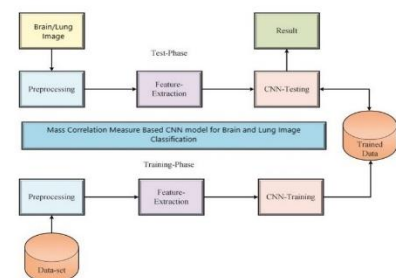 Brain/Lung
Image
Result
Test-Phase
Preprocessing
Feature-
Extraction
CNN-Testing
Mass Correlation Measure Based CNN model for Brain and Lung Image
Classification
Trained
Data
Training-Phase
Preprocessing
Feature-
Extraction
CNN-Training
Data-set